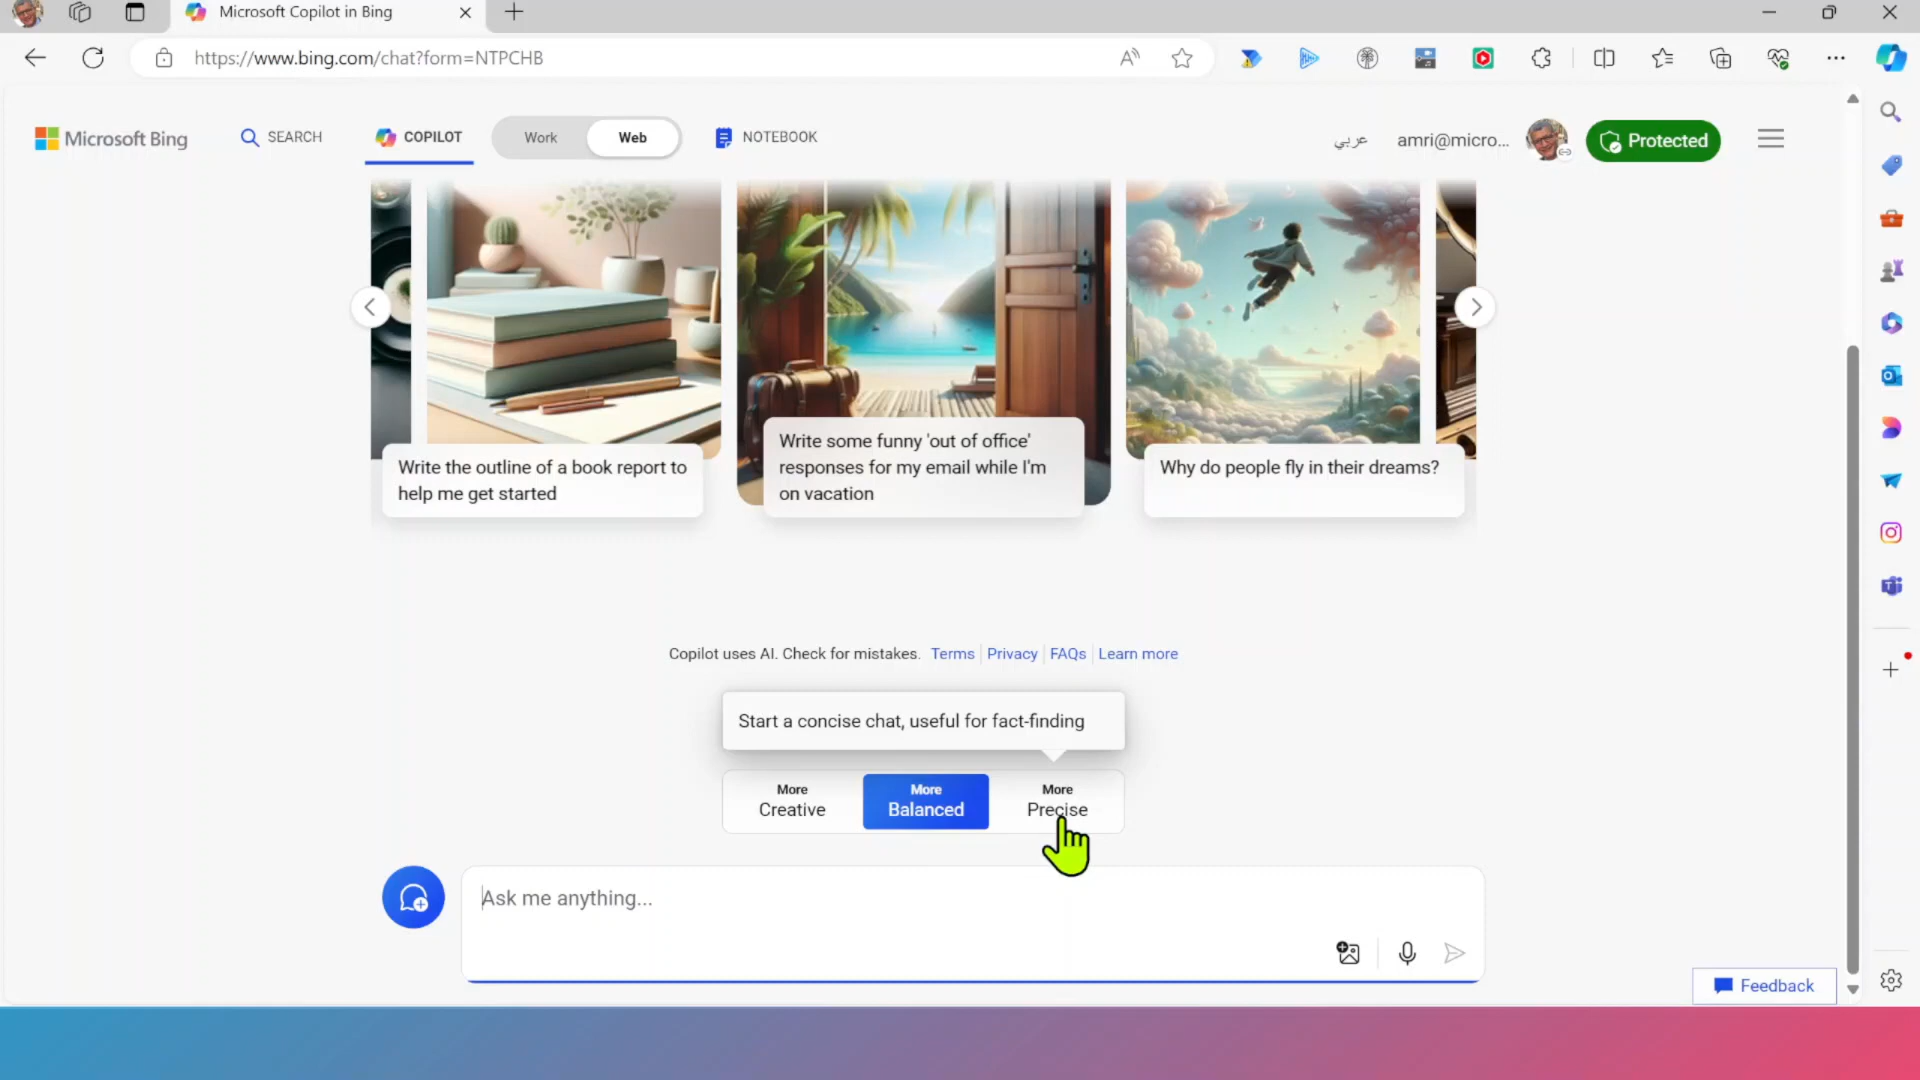 Microsoft Copilot in Bing
https://www.bing.com/chat?form=NTPCHB
Microsoft Bing
SEARCH
COPILOT
Work
Web
NOTEBOOK
عربي
amri@micro...
Protected
Write the outline of a book report to
help me get started
Write some funny 'out of office'
responses for my email while I'm
on vacation
Why do people fly in their dreams?
Copilot uses AI. Check for mistakes. Terms Privacy FAQs Learn more
Start a concise chat, useful for fact-finding
More
Creative
More
Balanced
More
Precise
Ask me anything...
Feedback